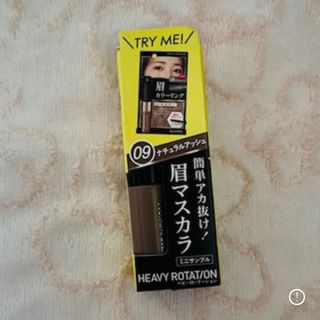 TRY ME!
眉
カラーリング
09 ナチュラルアッシュ
簡単アカ抜け!
眉マスカラ
ミニサンプル
HEAVY ROTATION
ヘビーローテーション